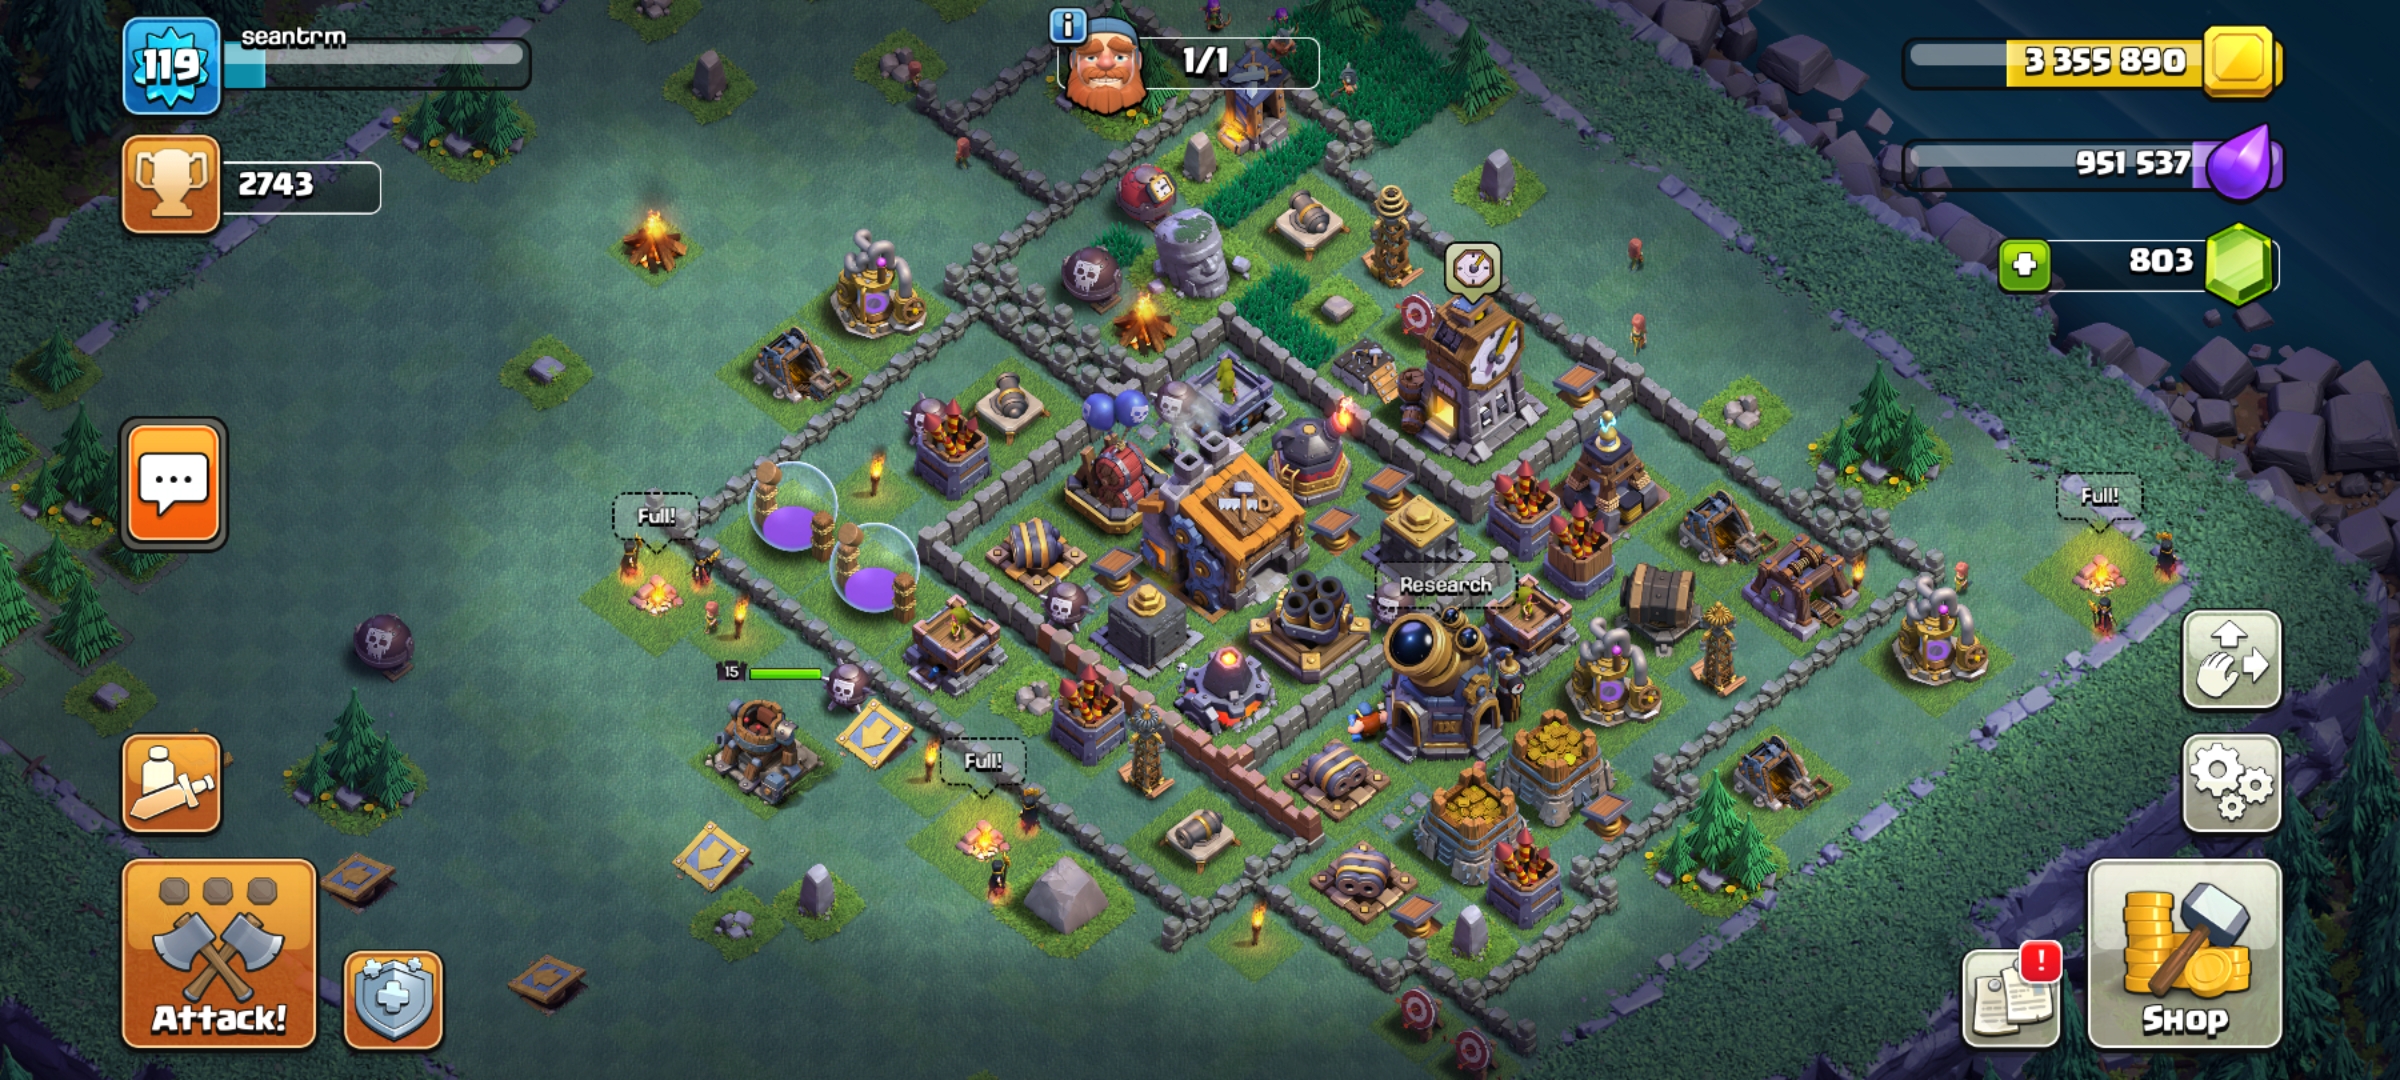 119
seantrm
i
1/1
3 355 890
2743
951 537
803
Full!
Full!
Research
15
Full!
Attack!
!
Shop